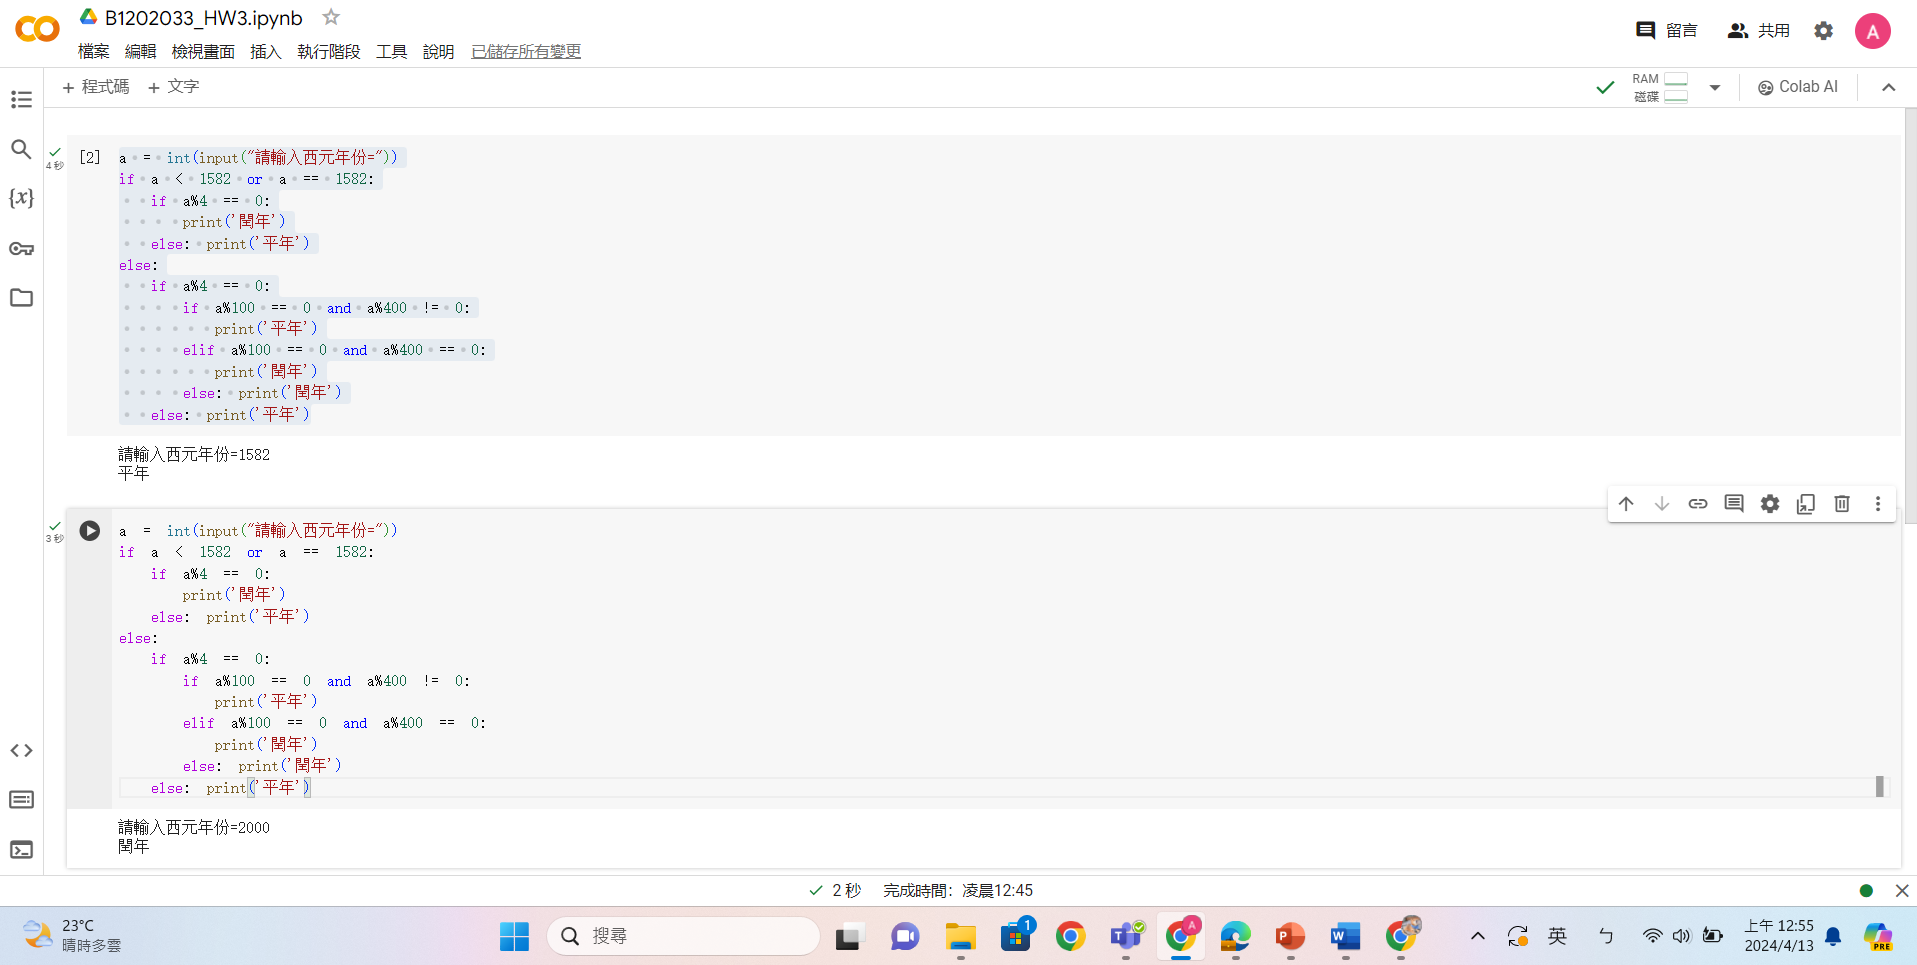 B1202033_HW3.ipynb
檔案 編輯 檢視畫面 插入 執行階段 工具 說明 已儲存所有變更
留言 共用 A
+ 程式碼 + 文字
RAM
磁碟
Colab AI
4 秒
[2]
a = int(input("請輸入西元年份="))
if a < 1582 or a == 1582:
if a%4 == 0:
print('閏年')
else: print('平年')
else:
if a%4 == 0:
if a%100 == 0 and a%400 != 0:
print('平年')
elif a%100 == 0 and a%400 == 0:
print('閏年')
else: print('閏年')
else: print('平年')
請輸入西元年份=1582
平年
3 秒
a = int(input("請輸入西元年份="))
if a < 1582 or a == 1582:
if a%4 == 0:
print('閏年')
else: print('平年')
else:
if a%4 == 0:
if a%100 == 0 and a%400 != 0:
print('平年')
elif a%100 == 0 and a%400 == 0:
print('閏年')
else: print('閏年')
else: print('平年')
請輸入西元年份=2000
閏年
2 秒 完成時間：凌晨12:45
23°C
晴時多雲
搜尋
1
英 ㄅ
上午 12:55
2024/4/13
PRE